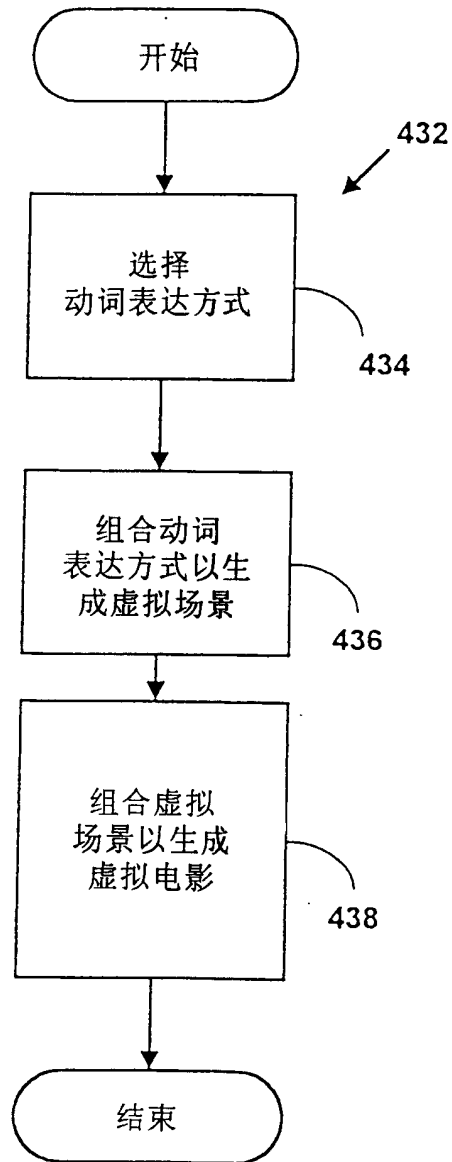 开始
432
选择
动词表达方式
434
组合动词
表达方式以生
成虚拟场景
436
组合虚拟
场景以生成
虚拟电影
438
结束